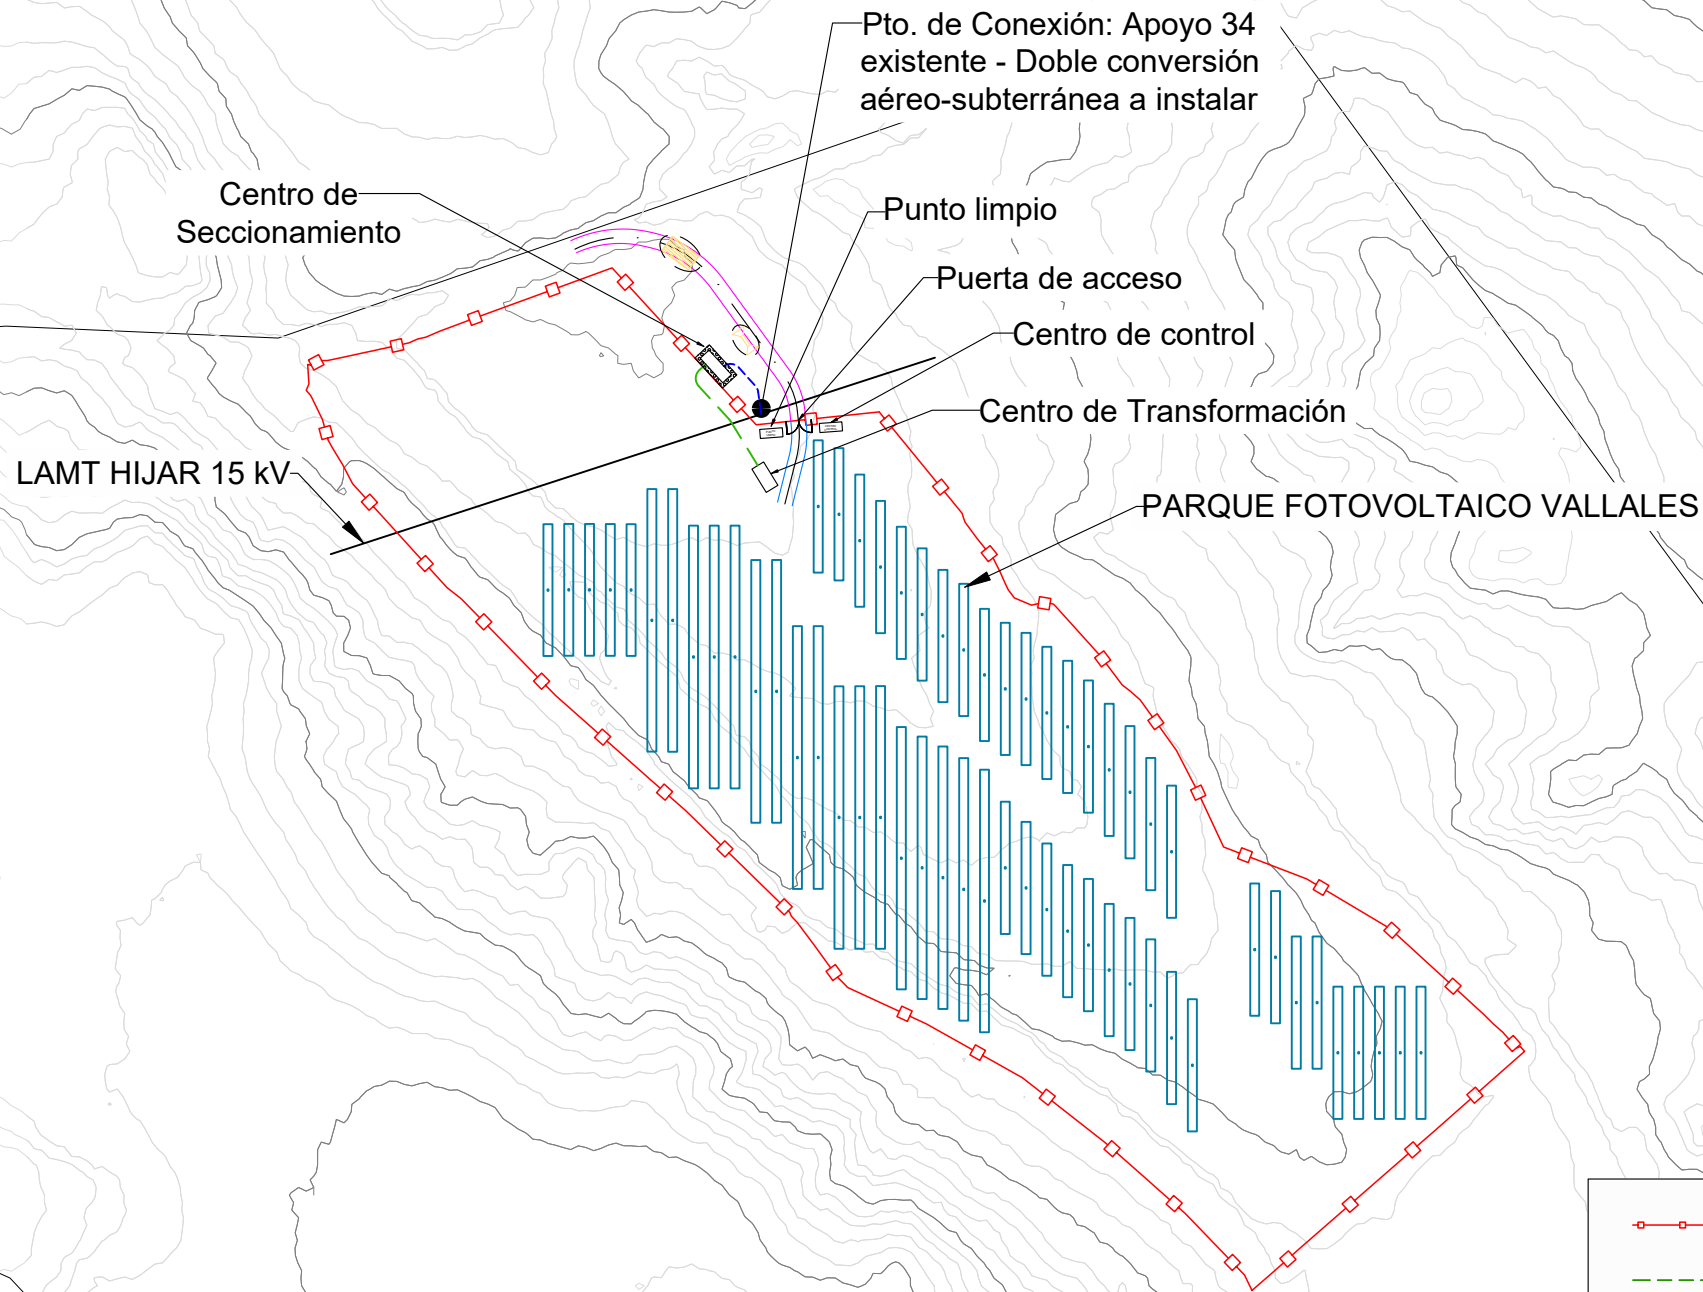 Pto. de Conexión: Apoyo 34
existente - Doble conversión
aéreo-subterránea a instalar
Centro de
Seccionamiento
Punto limpio
Puerta de acceso
Centro de control
Centro de Transformación
LAMT HIJAR 15 kV
PARQUE FOTOVOLTAICO VALLALES